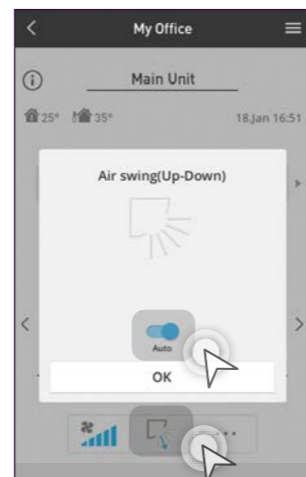 My Office
Main Unit
25° 35° 18.Jan 16:51
Air swing(Up-Down)
Auto
OK